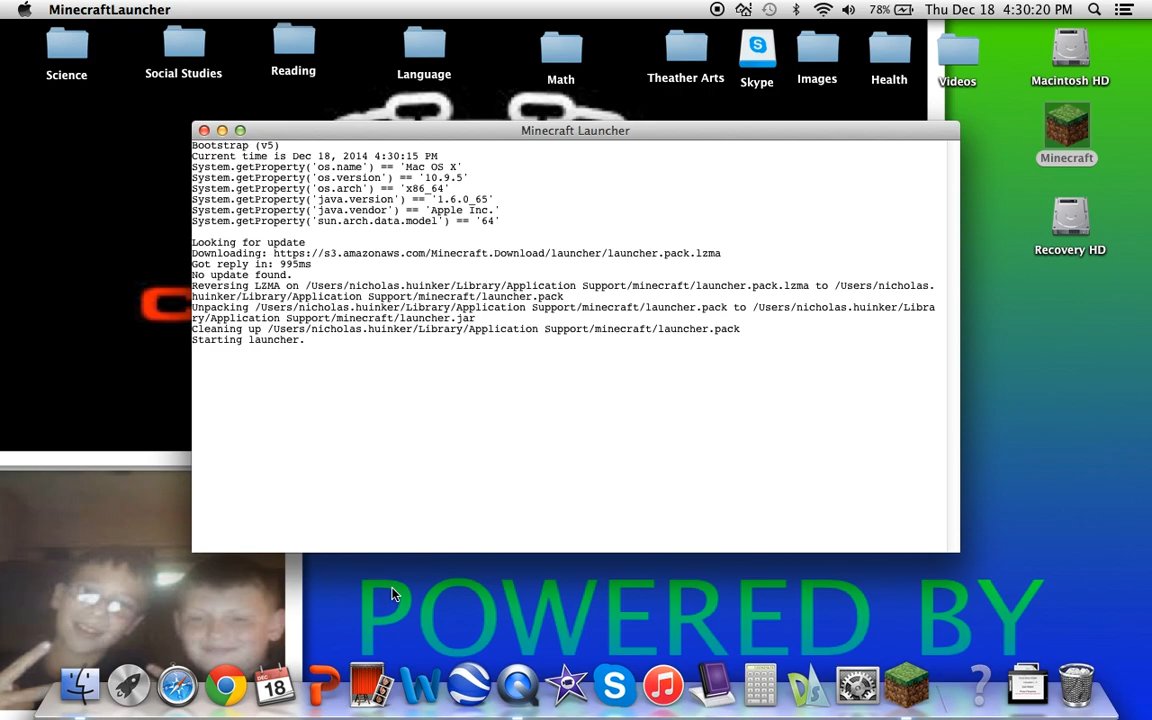 MinecraftLauncher
78%
Thu Dec 18 4:30:20 PM
Science
Social Studies
Reading
Language
Math
Theather Arts
Skype
Images
Health
Videos
Macintosh HD
Minecraft
Recovery HD
Minecraft Launcher
Bootstrap (v5)
Current time is Dec 18, 2014 4:30:15 PM
System.getProperty('os.name') == 'Mac OS X'
System.getProperty('os.version') == '10.9.5'
System.getProperty('os.arch') == 'x86_64'
System.getProperty('java.version') == '1.6.0_65'
System.getProperty('java.vendor') == 'Apple Inc.'
System.getProperty('sun.arch.data.model') == '64'
Looking for update
Downloading: https://s3.amazonaws.com/Minecraft.Download/launcher/launcher.pack.lzma
Got reply in: 995ms
No update found.
Reversing LZMA on /Users/nicholas.huinker/Library/Application Support/minecraft/launcher.pack.lzma to /Users/nicholas.
huinker/Library/Application Support/minecraft/launcher.pack
Unpacking /Users/nicholas.huinker/Library/Application Support/minecraft/launcher.pack to /Users/nicholas.huinker/Libra
ry/Application Support/minecraft/launcher.jar
Cleaning up /Users/nicholas.huinker/Library/Application Support/minecraft/launcher.pack
Starting launcher.
POWERED BY
DEC
18